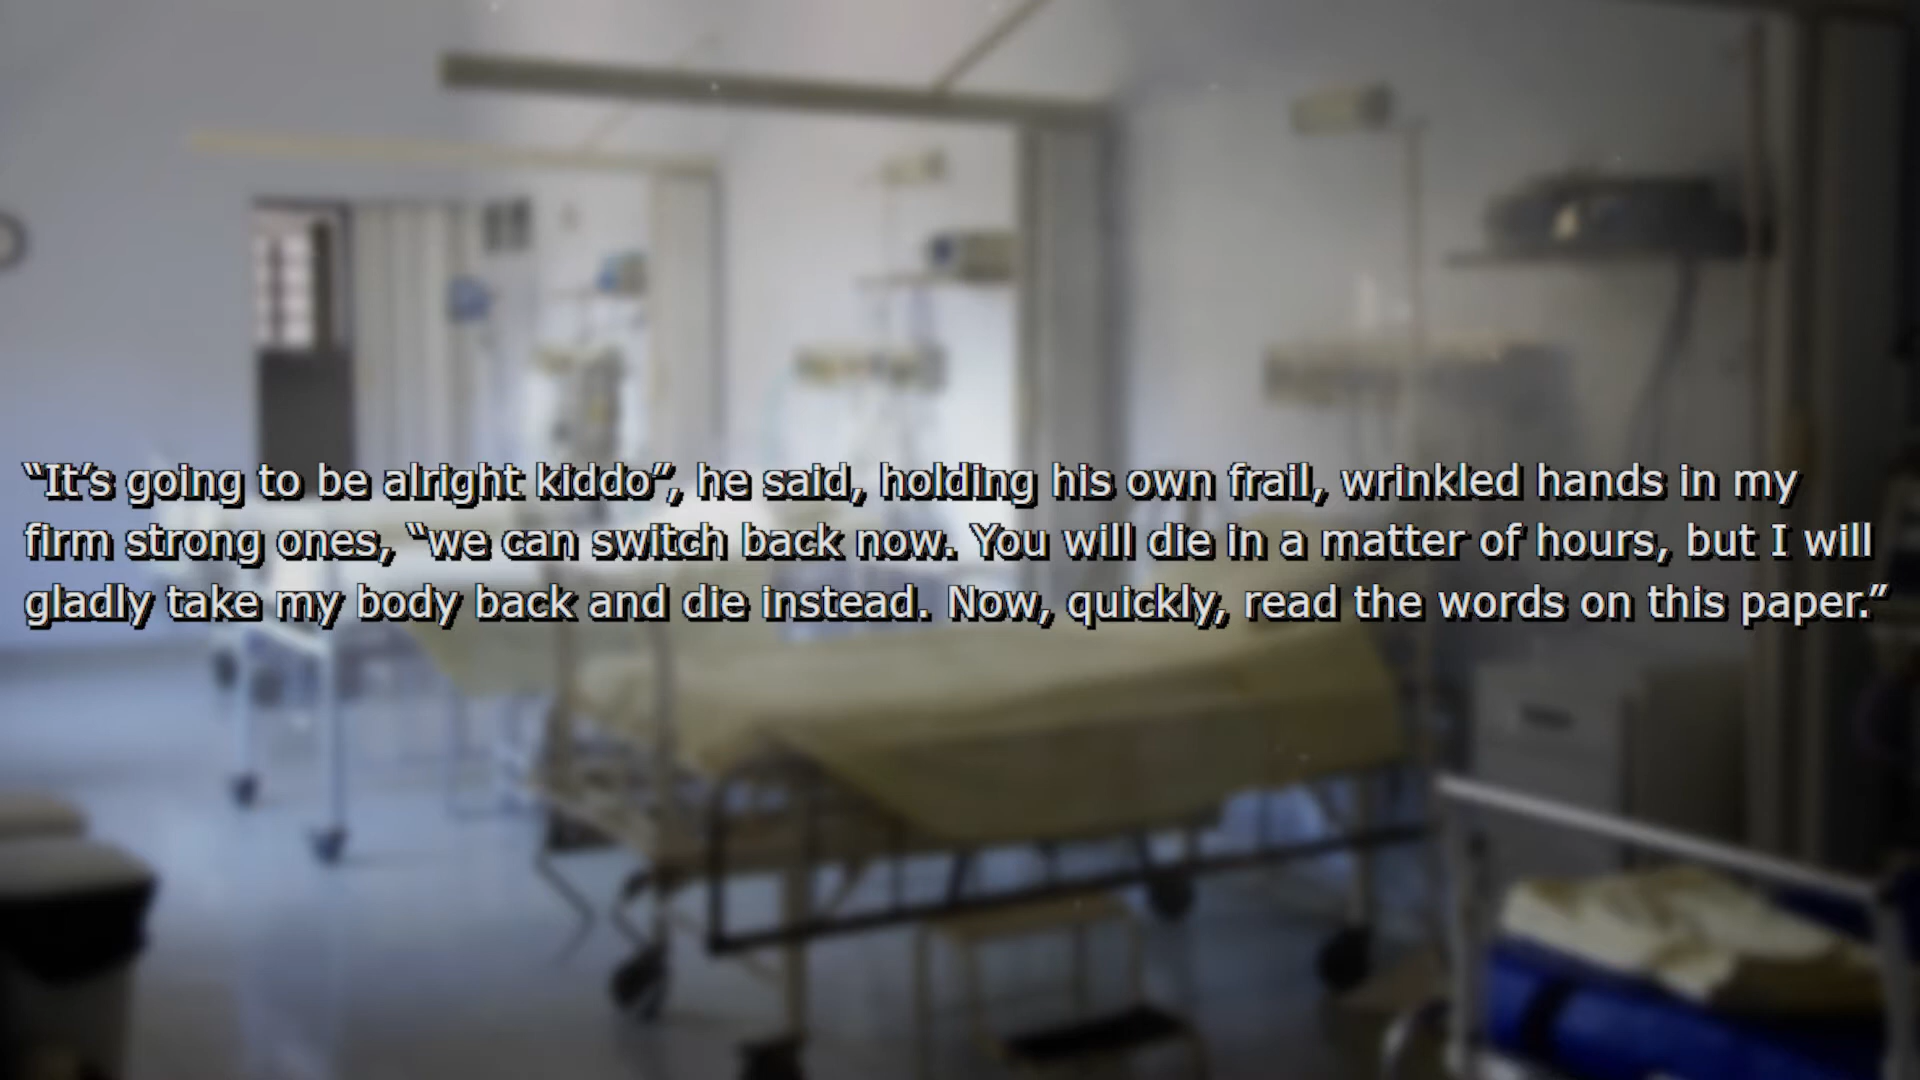 “It’s going to be alright kiddo”, he said, holding his own frail, wrinkled hands in my
firm strong ones, “we can switch back now. You will die in a matter of hours, but I will
gladly take my body back and die instead. Now, quickly, read the words on this paper.”